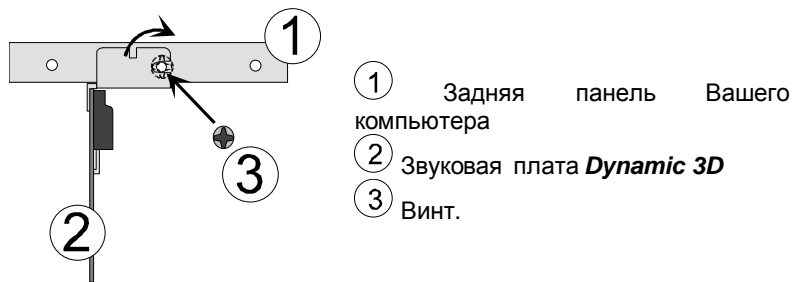 1
3
2
1 Задняя панель Вашего
компьютера
2 Звуковая плата Dynamic 3D
3 Винт.